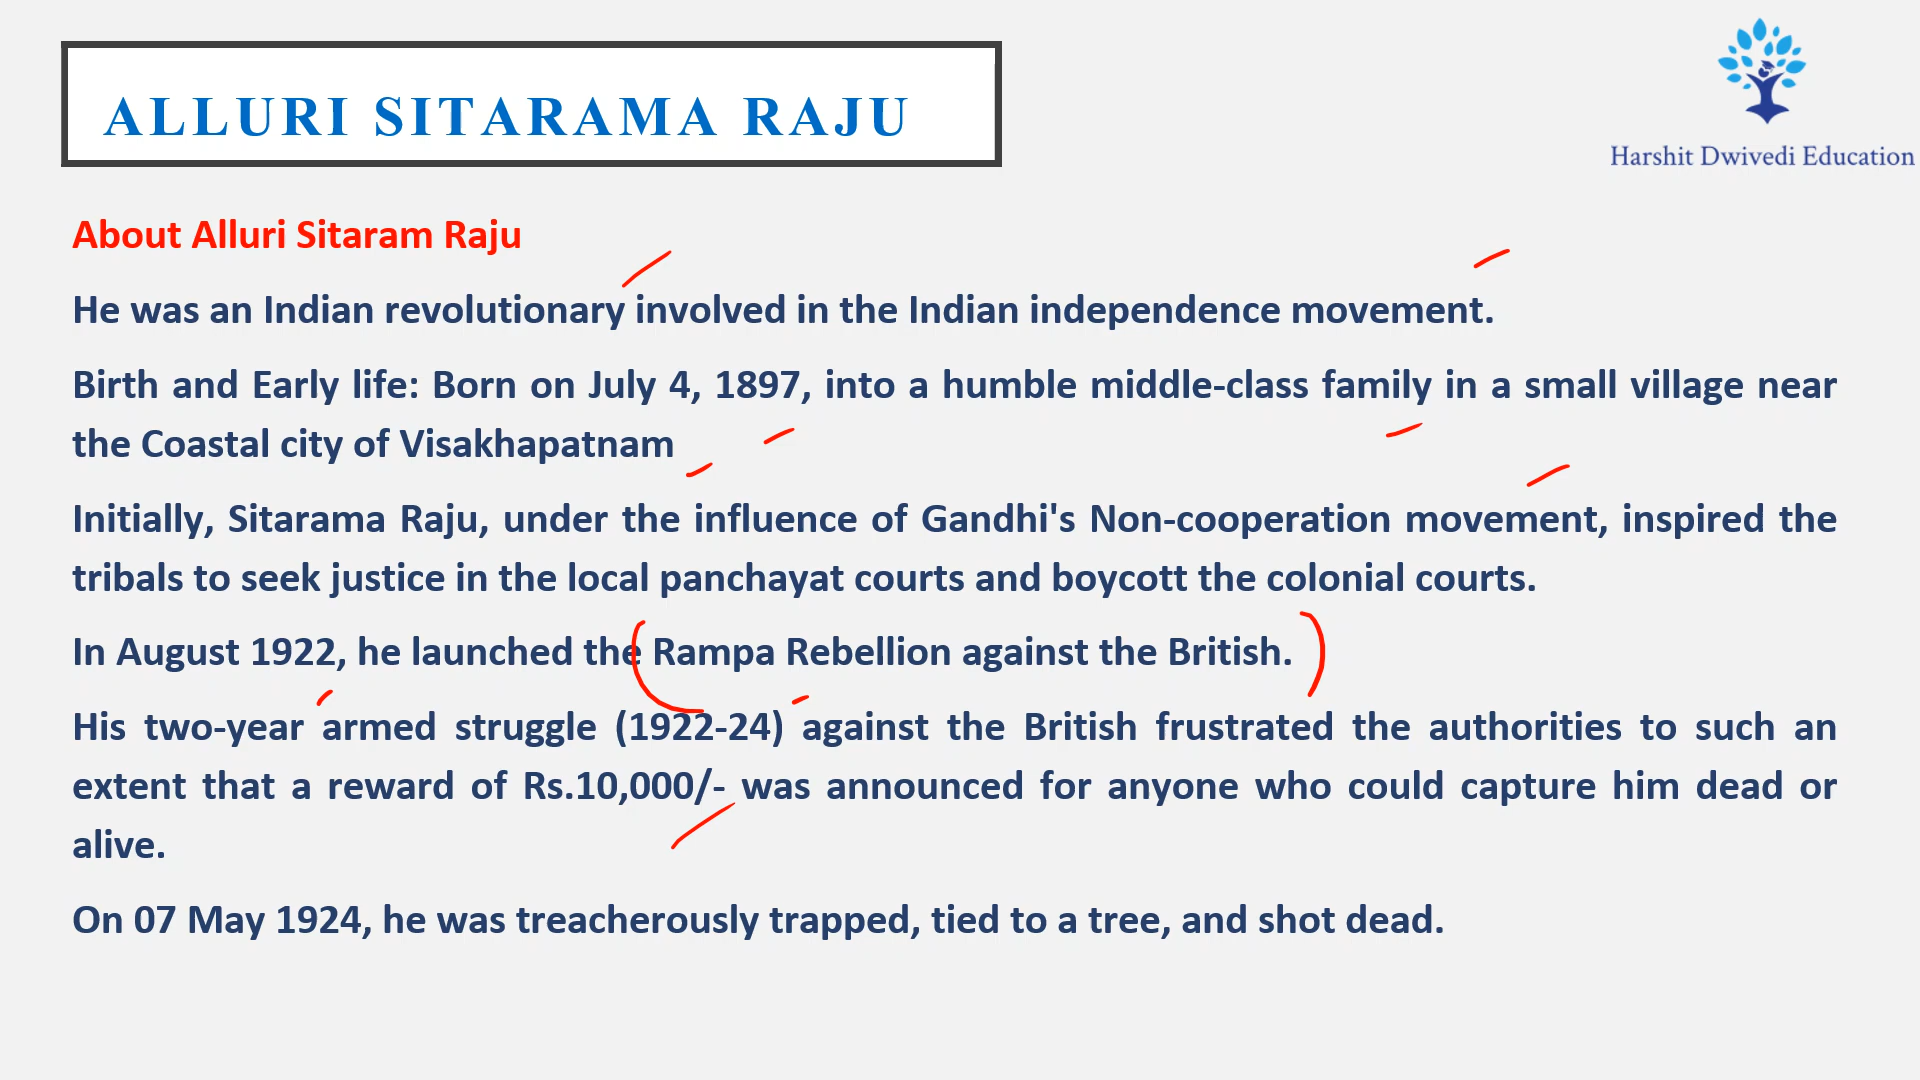 ALLURI SITARAMA RAJU
Harshit Dwivedi Education
About Alluri Sitaram Raju
He was an Indian revolutionary involved in the Indian independence movement.
Birth and Early life: Born on July 4, 1897, into a humble middle-class family in a small village near
the Coastal city of Visakhapatnam
Initially, Sitarama Raju, under the influence of Gandhi's Non-cooperation movement, inspired the
tribals to seek justice in the local panchayat courts and boycott the colonial courts.
In August 1922, he launched the Rampa Rebellion against the British.
His two-year armed struggle (1922-24) against the British frustrated the authorities to such an
extent that a reward of Rs.10,000/- was announced for anyone who could capture him dead or
alive.
On 07 May 1924, he was treacherously trapped, tied to a tree, and shot dead.